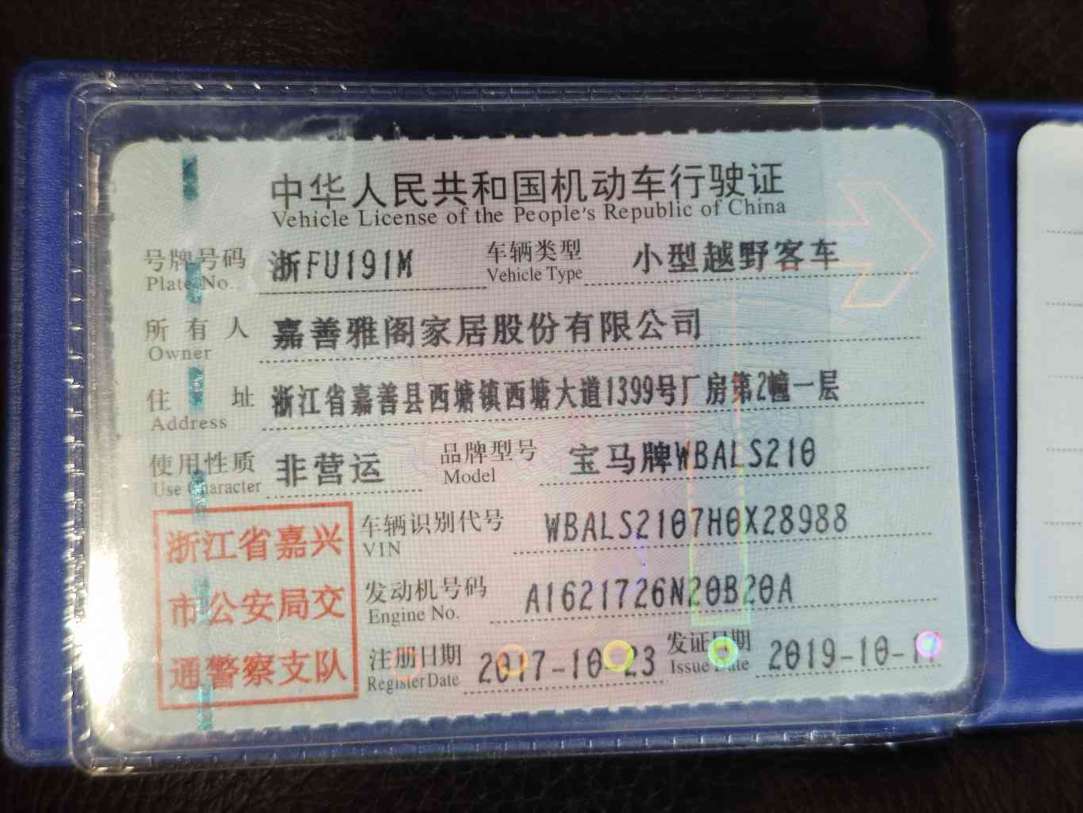 中华人民共和国机动车行驶证
Vehicle License of the People's Republic of China
号牌号码 浙FU191M 车辆类型 小型越野客车
Plate No. Vehicle Type
所有人 嘉善雅阁家居股份有限公司
Owner
住址 浙江省嘉善县西塘镇西塘大道1399号厂房第2幢一层
Address
使用性质 非营运 品牌型号 宝马牌WBALS210
Use Character Model
浙江省嘉兴
市公安局交
通警察支队
车辆识别代号 WBALS2107H0X28988
VIN
发动机号码 A1621726N20B20A
Engine No.
注册日期 2017-10-23 发证日期 2019-10-
Register Date Issue Date